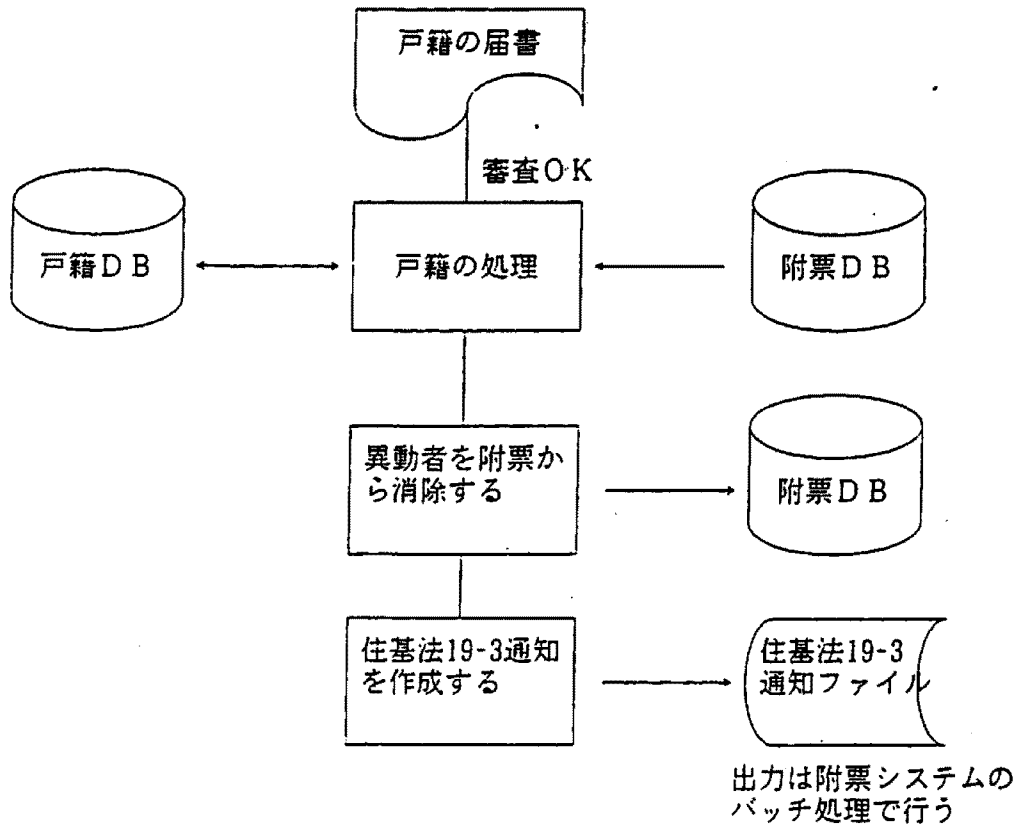 戸籍の届書
審査OK
戸籍DB
戸籍の処理
附票DB
異動者を附票か
ら消除する
附票DB
住基法19-3通知
を作成する
住基法19-3
通知ファイル
出力は附票システムの
バッチ処理で行う